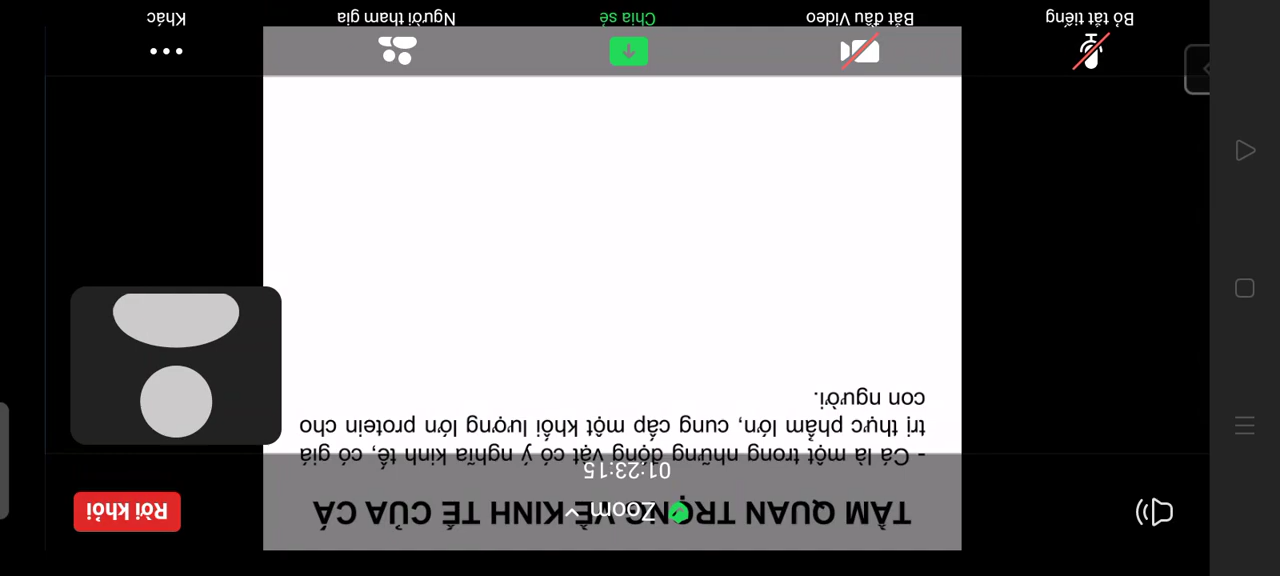 Rời khỏi
Zoom
01:23:15
TẦM QUAN TRỌNG VỀ KINH TẾ CỦA CÁ
- Cá là một trong những động vật có ý nghĩa kinh tế, có giá
trị thực phẩm lớn, cung cấp một khối lượng lớn protein cho
con người.
Bỏ tắt tiếng
Bắt đầu Video
Chia sẻ
Người tham gia
Khác